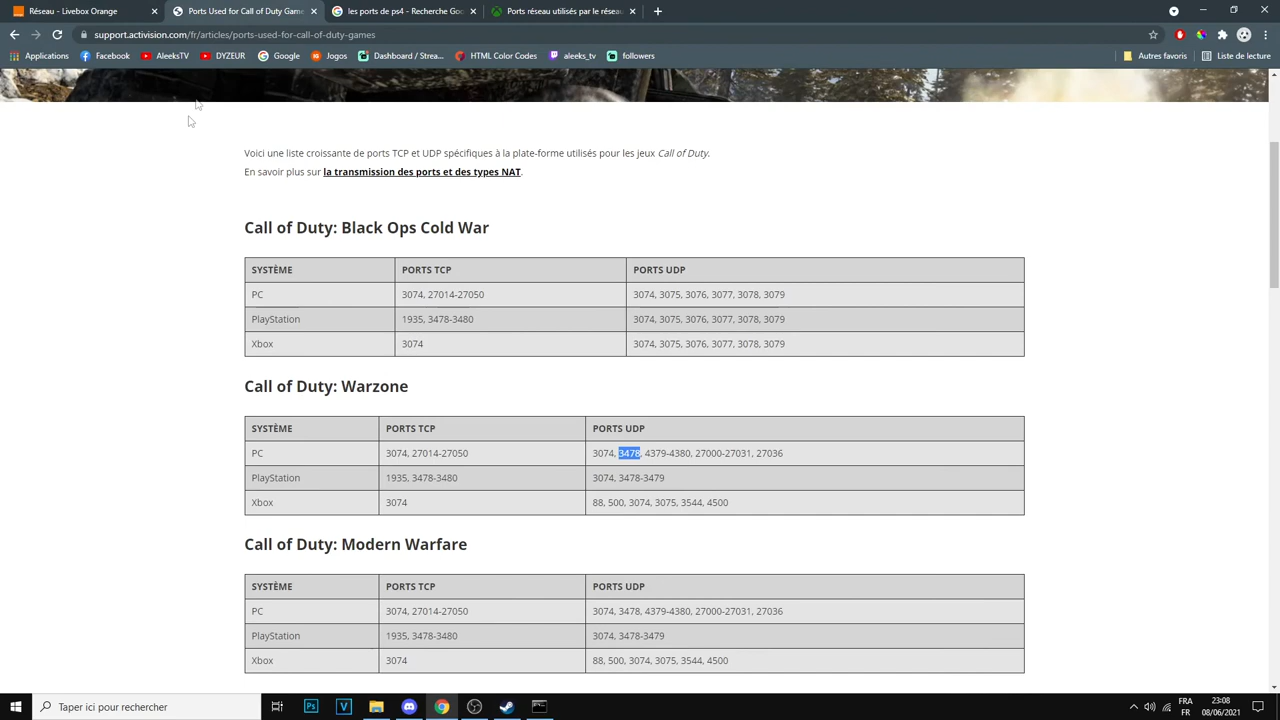 Réseau - Livebox Orange
Ports Used for Call of Duty Game
les ports de ps4 - Recherche Goo
Ports réseau utilisés par le résea
support.activision.com/fr/articles/ports-used-for-call-of-duty-games
Applications
Facebook
AleeksTV
DYZEUR
Google
Jogos
Dashboard / Strea...
HTML Color Codes
aleeks_tv
followers
Autres favoris
Liste de lecture
Voici une liste croissante de ports TCP et UDP spécifiques à la plate-forme utilisés pour les jeux Call of Duty.
En savoir plus sur la transmission des ports et des types NAT.
Call of Duty: Black Ops Cold War
SYSTÈME PORTS TCP PORTS UDP
PC 3074, 27014-27050 3074, 3075, 3076, 3077, 3078, 3079
PlayStation 1935, 3478-3480 3074, 3075, 3076, 3077, 3078, 3079
Xbox 3074 3074, 3075, 3076, 3077, 3078, 3079
Call of Duty: Warzone
SYSTÈME PORTS TCP PORTS UDP
PC 3074, 27014-27050 3074, 3478, 4379-4380, 27000-27031, 27036
PlayStation 1935, 3478-3480 3074, 3478-3479
Xbox 3074 88, 500, 3074, 3075, 3544, 4500
Call of Duty: Modern Warfare
SYSTÈME PORTS TCP PORTS UDP
PC 3074, 27014-27050 3074, 3478, 4379-4380, 27000-27031, 27036
PlayStation 1935, 3478-3480 3074, 3478-3479
Xbox 3074 88, 500, 3074, 3075, 3544, 4500
Taper ici pour rechercher
Ps
V
FRA
FR
23:08
08/06/2021